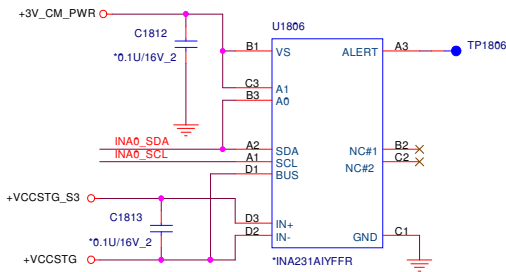 +3V_CM_PWR
C1812
*0.1U/16V_2
U1806
B1 VS
ALERT A3
TP1806
C3 A1
B3 A0
INA0_SDA
A2 SDA
NC#1 B2
INA0_SCL
A1 SCL
NC#2 C2
D1 BUS
+VCCSTG_S3
C1813
*0.1U/16V_2
D3 IN+
D2 IN-
GND C1
+VCCSTG
*INA231AIYFFR